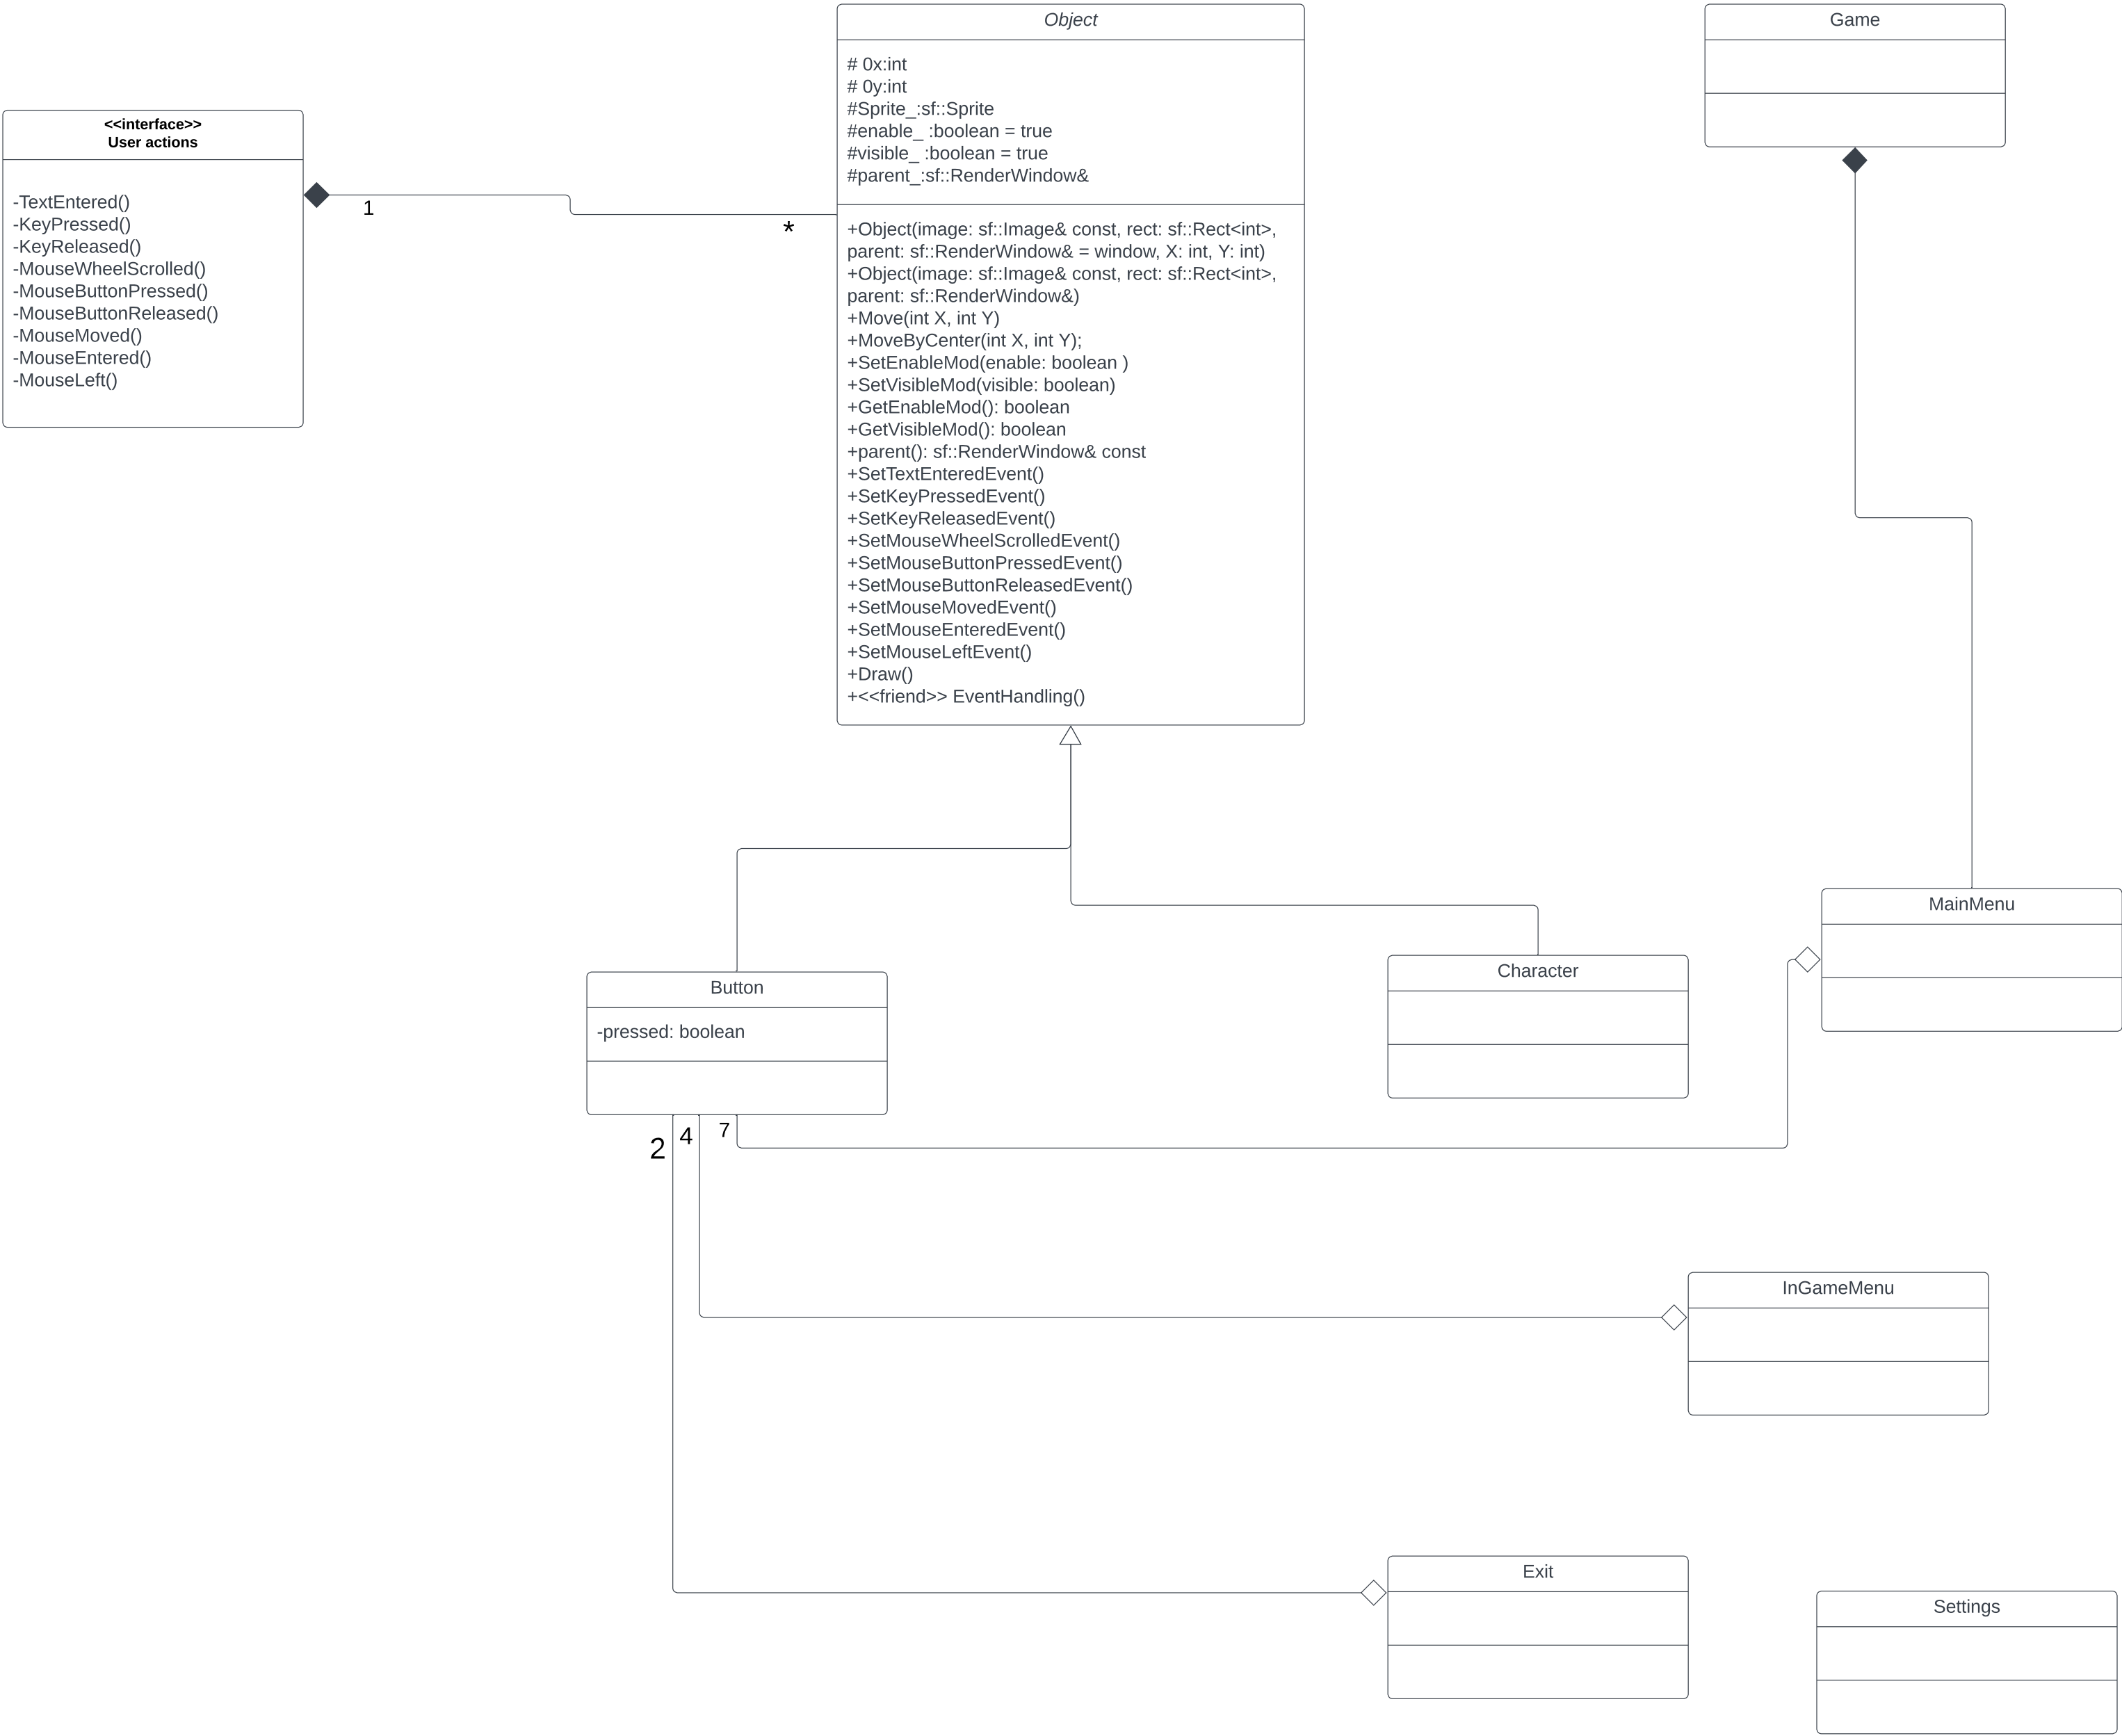 Object
# 0x:int
# 0y:int
#Sprite_:sf::Sprite
#enable_ :boolean = true
#visible_ :boolean = true
#parent_:sf::RenderWindow&
+Object(image: sf::Image& const, rect: sf::Rect<int>,
parent: sf::RenderWindow& = window, X: int, Y: int)
+Object(image: sf::Image& const, rect: sf::Rect<int>,
parent: sf::RenderWindow&)
+Move(int X, int Y)
+MoveByCenter(int X, int Y);
+SetEnableMod(enable: boolean )
+SetVisibleMod(visible: boolean)
+GetEnableMod(): boolean
+GetVisibleMod(): boolean
+parent(): sf::RenderWindow& const
+SetTextEnteredEvent()
+SetKeyPressedEvent()
+SetKeyReleasedEvent()
+SetMouseWheelScrolledEvent()
+SetMouseButtonPressedEvent()
+SetMouseButtonReleasedEvent()
+SetMouseMovedEvent()
+SetMouseEnteredEvent()
+SetMouseLeftEvent()
+Draw()
+<<friend>> EventHandling()
Game
<<interface>>
User actions
-TextEntered()
-KeyPressed()
-KeyReleased()
-MouseWheelScrolled()
-MouseButtonPressed()
-MouseButtonReleased()
-MouseMoved()
-MouseEntered()
-MouseLeft()
1
*
MainMenu
Character
Button
-pressed: boolean
2
4
7
InGameMenu
Exit
Settings